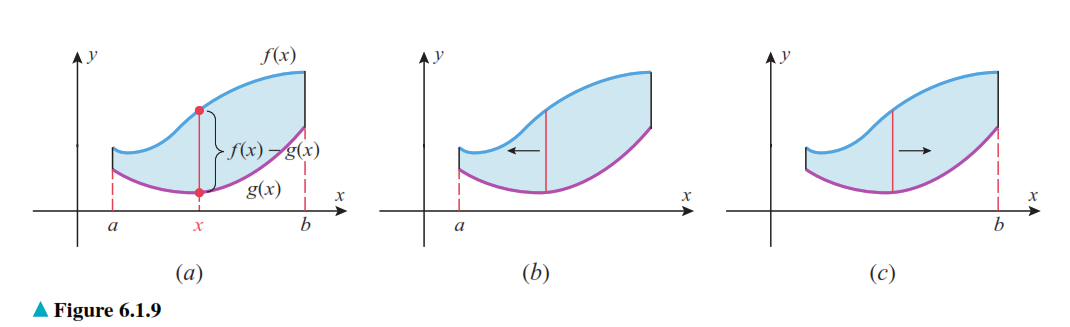 y
f(x)
f(x) – g(x)
g(x)
x
a
x
b
(a)
y
x
a
(b)
y
x
b
(c)
▲ Figure 6.1.9